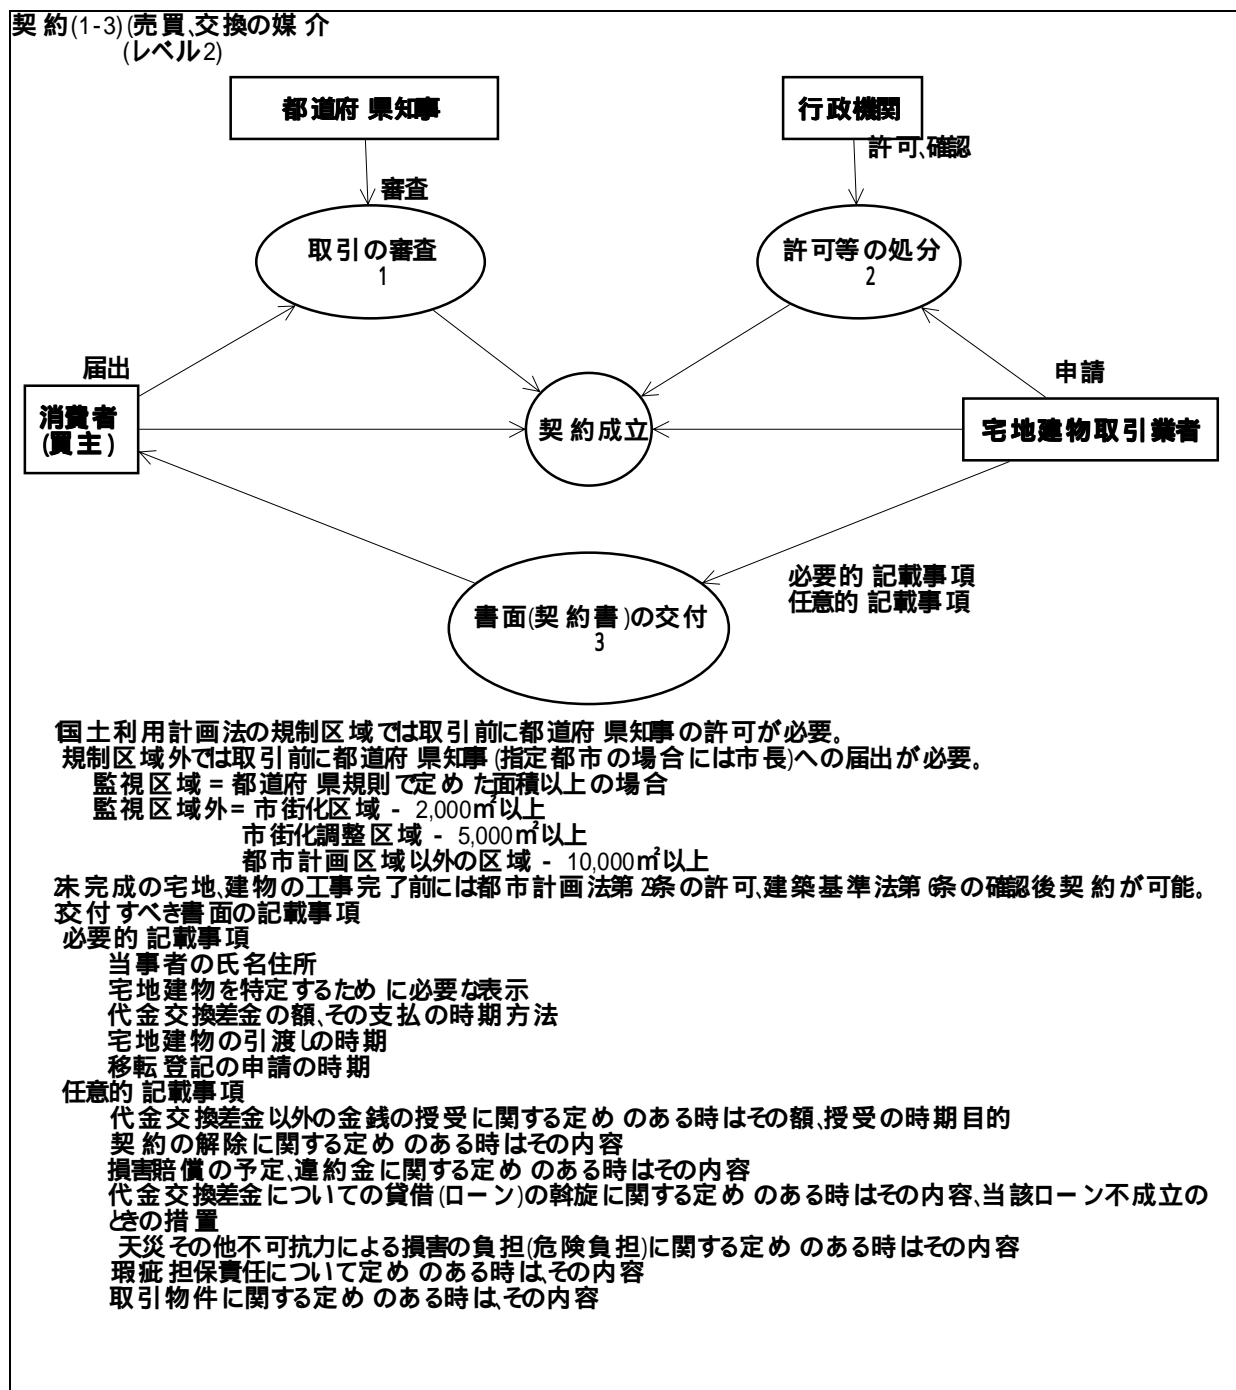 契約(1-3)(売買、交換の媒介
(レベル2)
都道府県知事
行政機関
許可、確認
審査
取引の審査
1
許可等の処分
2
届出
申請
消費者
(買主)
契約成立
宅地建物取引業者
必要的記載事項
任意的記載事項
書面(契約書)の交付
3
1国土利用計画法の規制区域では取引前に都道府県知事の許可が必要。
規制区域外では取引前に都道府県知事(指定都市の場合には市長)への届出が必要。
監視区域=都道府県規則で定めた面積以上の場合
監視区域外=市街化区域 - 2,000㎡以上
市街化調整区域 - 5,000㎡以上
都市計画区域以外の区域 - 10,000㎡以上
2未完成の宅地、建物の工事完了前には都市計画法第29条の許可、建築基準法第6条の確認後契約が可能。
3交付すべき書面の記載事項
必要的記載事項
当事者の氏名住所
宅地建物を特定するために必要な表示
代金交換差金の額、その支払の時期方法
宅地建物の引渡しの時期
移転登記の申請の時期
任意的記載事項
代金交換差金以外の金銭の授受に関する定めのある時はその額、授受の時期目的
契約の解除に関する定めのある時はその内容
損害賠償の予定、違約金に関する定めのある時はその内容
代金交換差金についての貸借(ローン)の斡旋に関する定めのある時はその内容、当該ローン不成立の
ときの措置
天災その他不可抗力による損害の負担(危険負担)に関する定めのある時はその内容
瑕疵担保責任について定めのある時は、その内容
取引物件に関する定めのある時は、その内容